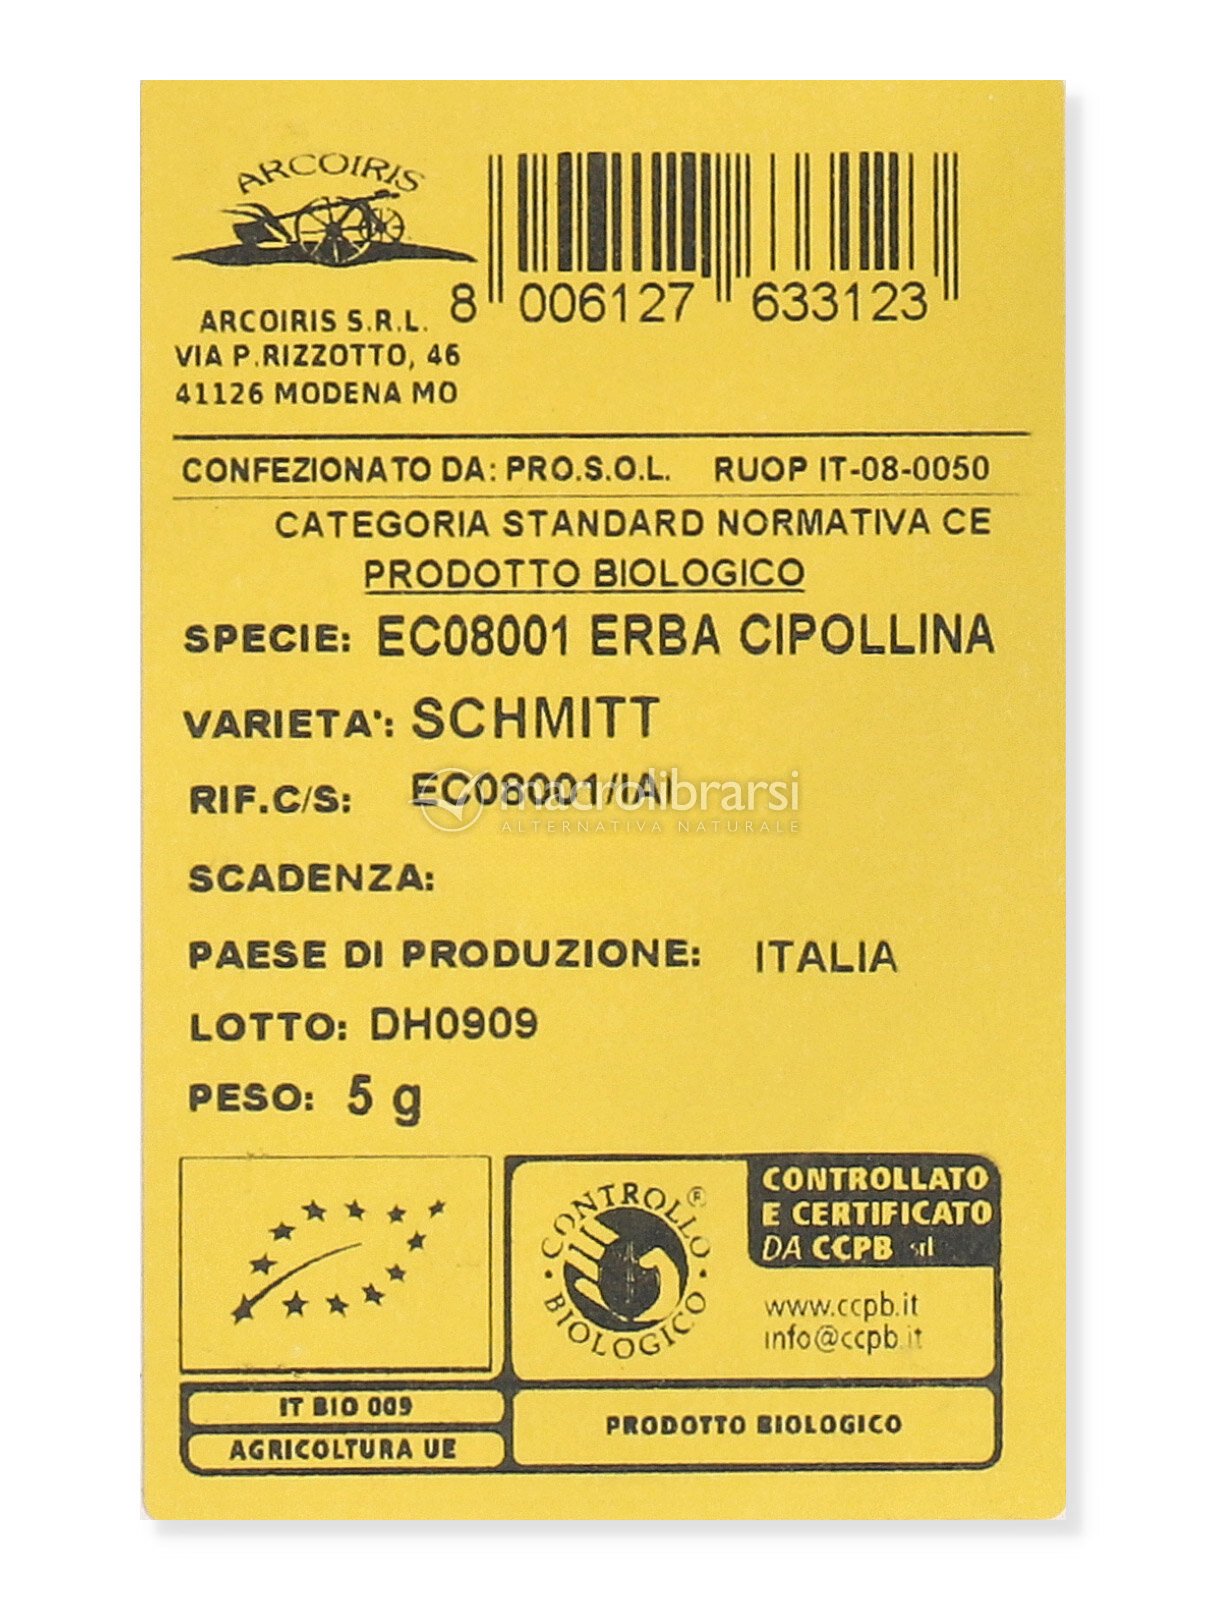 ARCOIRIS
8 006127 633123
ARCOIRIS S.R.L.
VIA P.RIZZOTTO, 46
41126 MODENA MO
CONFEZIONATO DA: PRO.S.O.L. RUOP IT-08-0050
CATEGORIA STANDARD NORMATIVA CE
PRODOTTO BIOLOGICO
SPECIE: EC08001 ERBA CIPOLLINA
VARIETA': SCHMITT
RIF.C/S: EC08001/IA
macrolibrarsi
ALTERNATIVA NATURALE
SCADENZA:
PAESE DI PRODUZIONE: ITALIA
LOTTO: DH0909
PESO: 5 g
CONTROLLO ®
BIOLOGICO
CONTROLLATO
E CERTIFICATO
DA CCPB srl
www.ccpb.it
info@ccpb.it
IT BIO 009
AGRICOLTURA UE
PRODOTTO BIOLOGICO